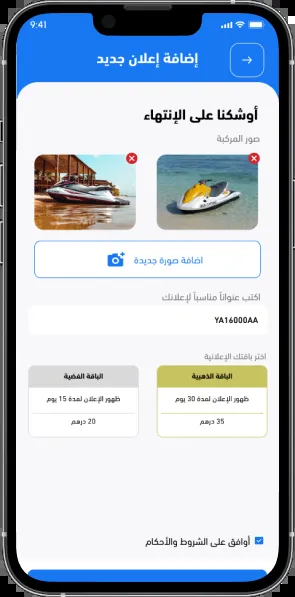 9:41
إضافة إعلان جديد
أوشكنا على الإنتهاء
صور المركبة
اضافة صورة جديدة
اكتب عنواناً مناسباً لإعلانك
YA16000AA
اختر باقتك الإعلانية
الباقة الذهبية
ظهور الإعلان لمدة 30 يوم
35 درهم
الباقة الفضية
ظهور الإعلان لمدة 15 يوم
20 درهم
أوافق على الشروط والأحكام